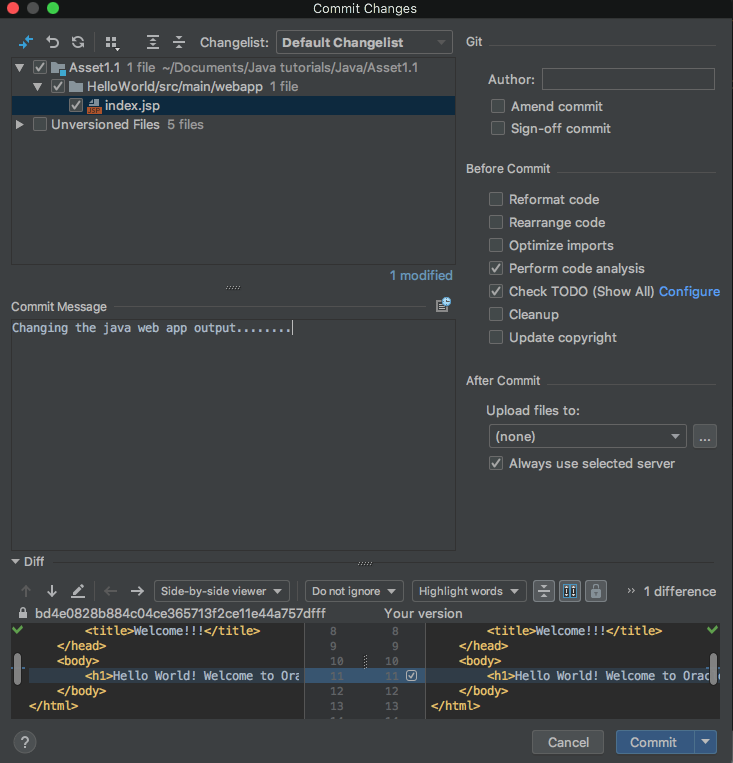 Commit Changes
Changelist: Default Changelist
Asset1.1 1 file ~/Documents/Java tutorials/Java/Asset1.1
HelloWorld/src/main/webapp 1 file
JSP index.jsp
Unversioned Files 5 files
1 modified
Commit Message
Changing the java web app output........
Git
Author:
Amend commit
Sign-off commit
Before Commit
Reformat code
Rearrange code
Optimize imports
Perform code analysis
Check TODO (Show All) Configure
Cleanup
Update copyright
After Commit
Upload files to:
(none) ...
Always use selected server
Diff
Side-by-side viewer Do not ignore Highlight words 1 difference
bd4e0828b884c04ce365713f2ce11e44a757dfff Your version
<title>Welcome!!!</title> 8 8 <title>Welcome!!!</title>
</head> 9 9 </head>
<body> 10 10 <body>
<h1>Hello World! Welcome to Ora 11 11 <h1>Hello World! Welcome to Orac
</body> 12 12 </body>
</html> 13 13 </html>
? Cancel Commit